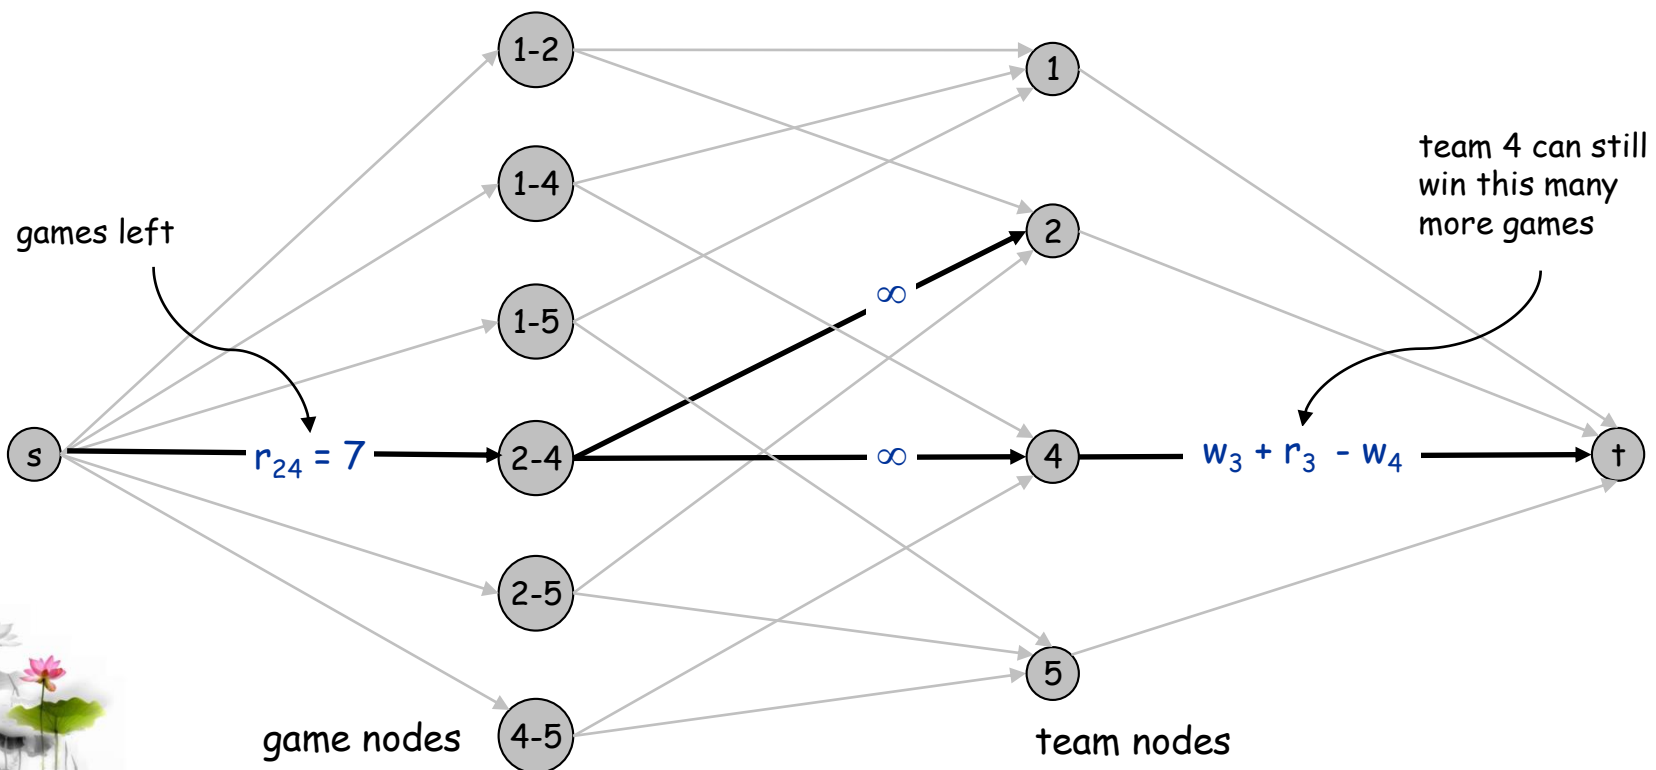 1-2
1
team 4 can still
win this many
more games
1-4
games left
2
∞
1-5
s
r₂₄ = 7
2-4
∞
4
w₃ + r₃ - w₄
t
2-5
5
game nodes
4-5
team nodes